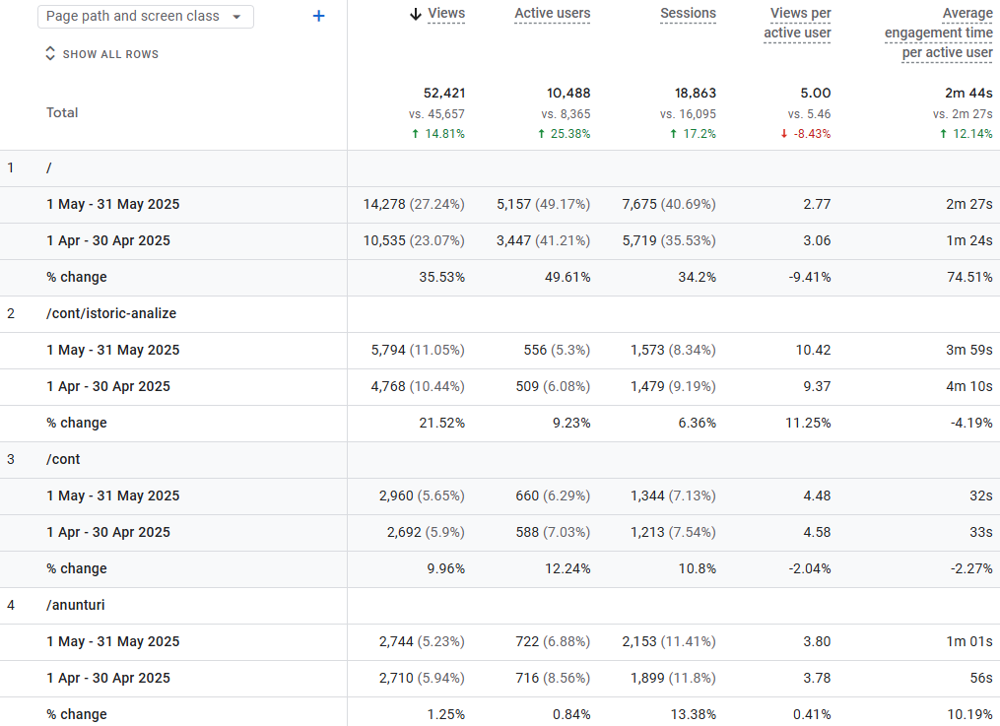 Page path and screen class + ↓ Views Active users Sessions Views per active user Average engagement time per active user
SHOW ALL ROWS
Total 52,421 10,488 18,863 5.00 2m 44s
vs. 45,657 vs. 8,365 vs. 16,095 vs. 5.46 vs. 2m 27s
↑ 14.81% ↑ 25.38% ↑ 17.2% ↓ -8.43% ↑ 12.14%
1 /
1 May - 31 May 2025 14,278 (27.24%) 5,157 (49.17%) 7,675 (40.69%) 2.77 2m 27s
1 Apr - 30 Apr 2025 10,535 (23.07%) 3,447 (41.21%) 5,719 (35.53%) 3.06 1m 24s
% change 35.53% 49.61% 34.2% -9.41% 74.51%
2 /cont/istoric-analize
1 May - 31 May 2025 5,794 (11.05%) 556 (5.3%) 1,573 (8.34%) 10.42 3m 59s
1 Apr - 30 Apr 2025 4,768 (10.44%) 509 (6.08%) 1,479 (9.19%) 9.37 4m 10s
% change 21.52% 9.23% 6.36% 11.25% -4.19%
3 /cont
1 May - 31 May 2025 2,960 (5.65%) 660 (6.29%) 1,344 (7.13%) 4.48 32s
1 Apr - 30 Apr 2025 2,692 (5.9%) 588 (7.03%) 1,213 (7.54%) 4.58 33s
% change 9.96% 12.24% 10.8% -2.04% -2.27%
4 /anunturi
1 May - 31 May 2025 2,744 (5.23%) 722 (6.88%) 2,153 (11.41%) 3.80 1m 01s
1 Apr - 30 Apr 2025 2,710 (5.94%) 716 (8.56%) 1,899 (11.8%) 3.78 56s
% change 1.25% 0.84% 13.38% 0.41% 10.19%